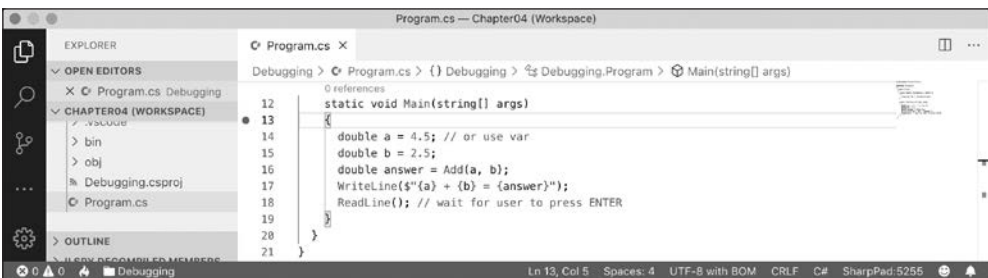 Program.cs — Chapter04 (Workspace)
EXPLORER
OPEN EDITORS
Program.cs Debugging
CHAPTER04 (WORKSPACE)
.vscode
bin
obj
Debugging.csproj
Program.cs
OUTLINE
ILSPY DECOMPILED MEMBERS
Program.cs
Debugging > Program.cs > {} Debugging > Debugging.Program > Main(string[] args)
0 references
12 static void Main(string[] args)
13 {
14 double a = 4.5; // or use var
15 double b = 2.5;
16 double answer = Add(a, b);
17 WriteLine($"{a} + {b} = {answer}");
18 ReadLine(); // wait for user to press ENTER
19 }
20 }
21 }
0 0 Debugging Ln 13, Col 5 Spaces: 4 UTF-8 with BOM CRLF C# SharpPad:5255